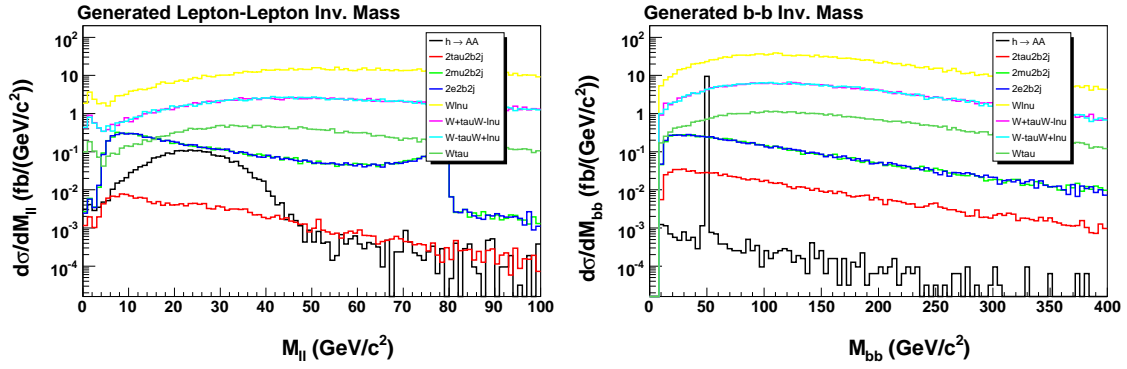 Generated Lepton-Lepton Inv. Mass
dσ/dM_ll (fb/(GeV/c²))
10²
10
1
10⁻¹
10⁻²
10⁻³
10⁻⁴
h → AA
2tau2b2j
2mu2b2j
2e2b2j
Wlnu
W+tauW-lnu
W-tauW+lnu
Wtau
0 10 20 30 40 50 60 70 80 90 100
M_ll (GeV/c²)
Generated b-b Inv. Mass
dσ/dM_bb (fb/(GeV/c²))
10²
10
1
10⁻¹
10⁻²
10⁻³
10⁻⁴
h → AA
2tau2b2j
2mu2b2j
2e2b2j
Wlnu
W+tauW-lnu
W-tauW+lnu
Wtau
0 50 100 150 200 250 300 350 400
M_bb (GeV/c²)